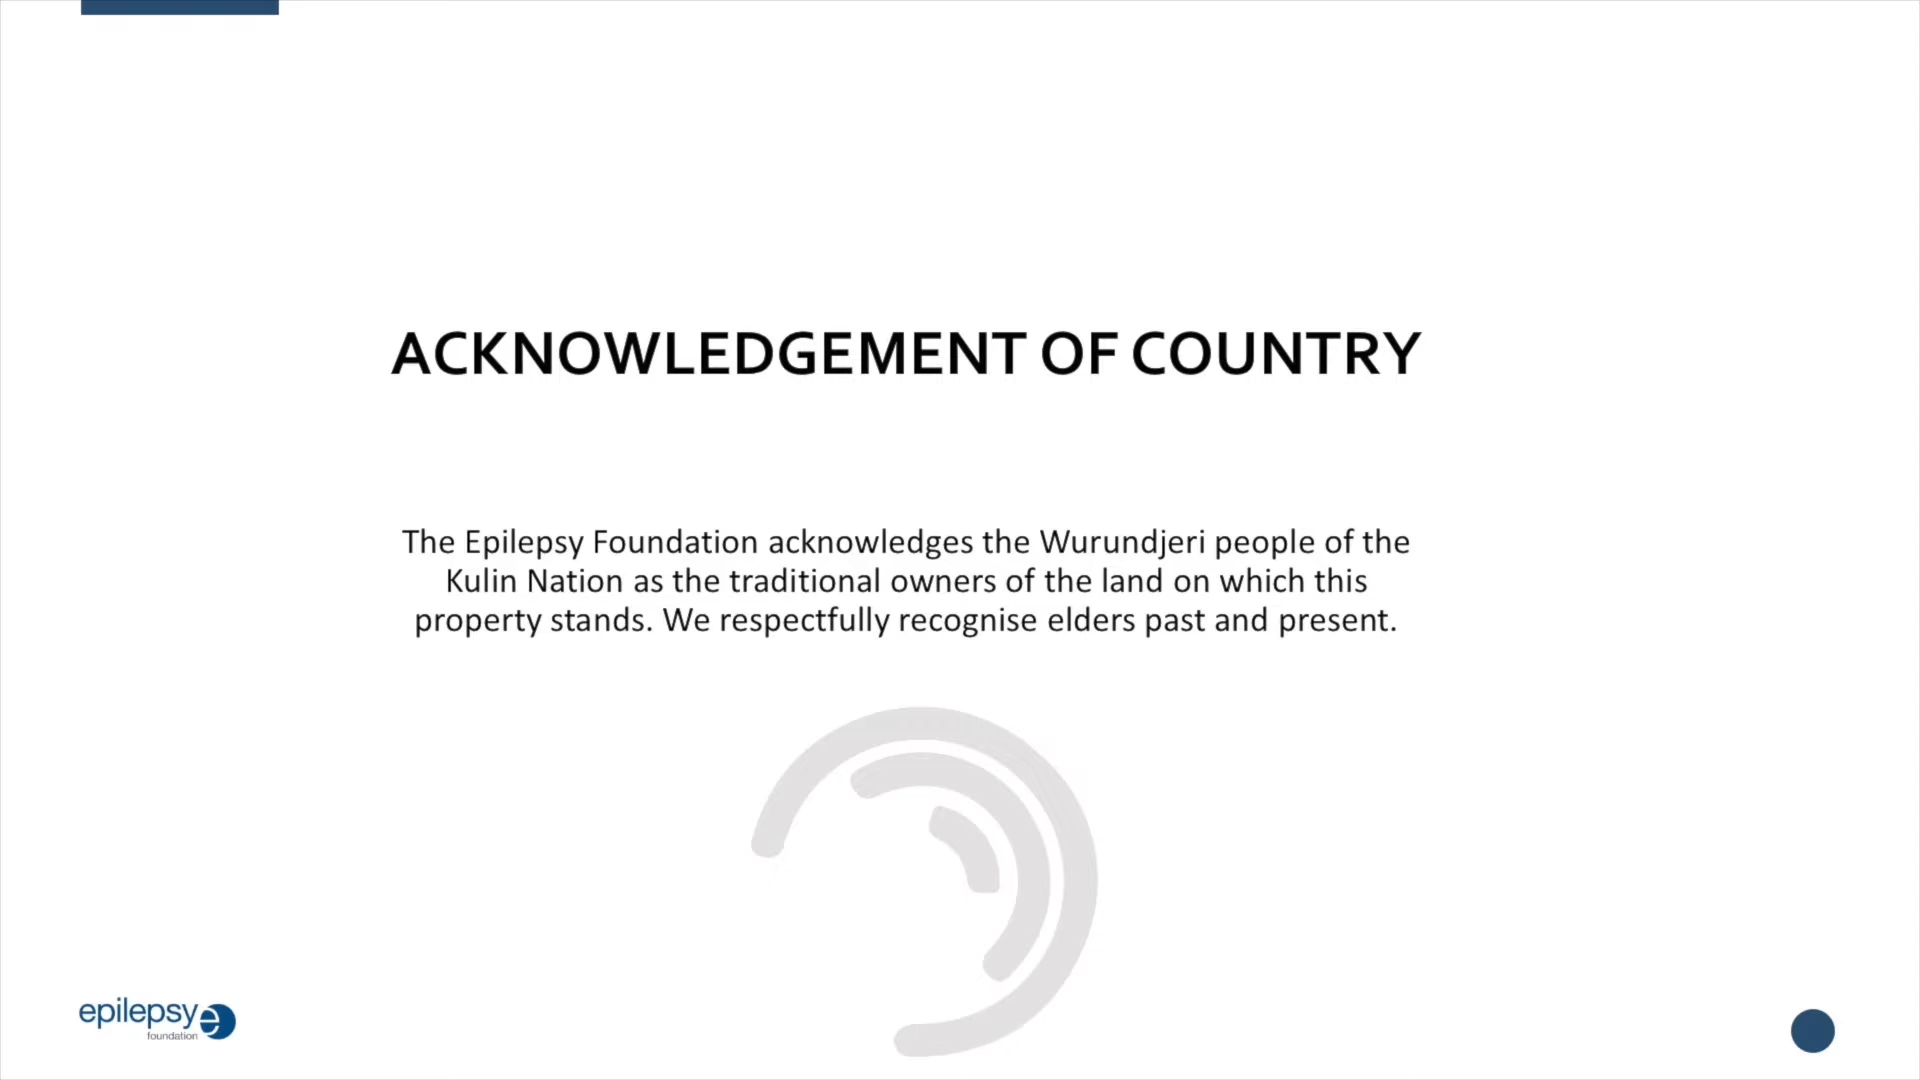 ACKNOWLEDGEMENT OF COUNTRY
The Epilepsy Foundation acknowledges the Wurundjeri people of the
Kulin Nation as the traditional owners of the land on which this
property stands. We respectfully recognise elders past and present.
epilepsy e
foundation